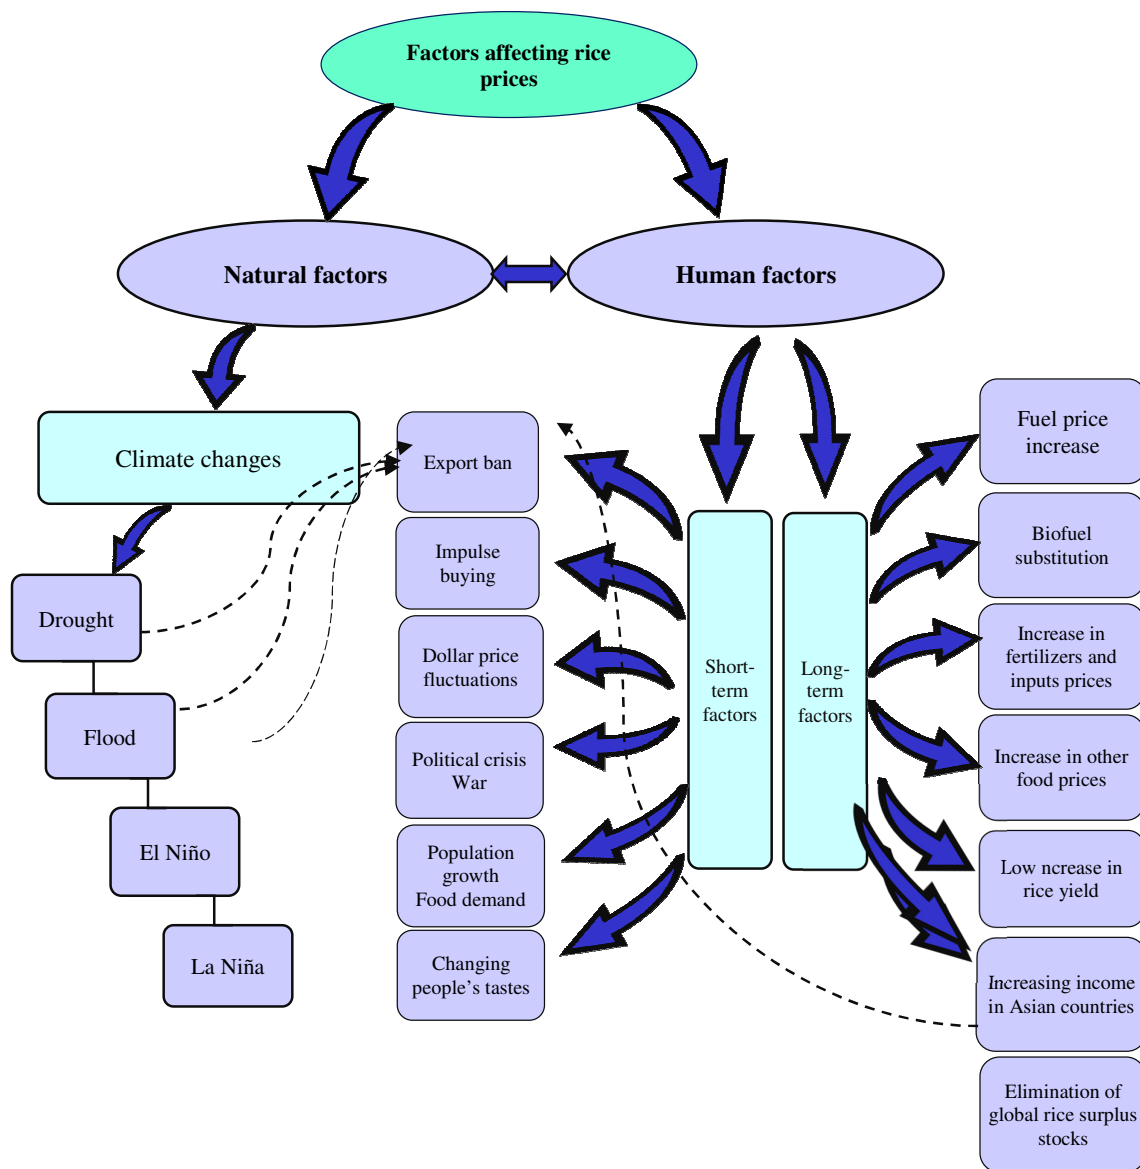 Factors affecting rice
prices
Natural factors
Human factors
Climate changes
Drought
Flood
El Niño
La Niña
Export ban
Impulse
buying
Dollar price
fluctuations
Political crisis
War
Population
growth
Food demand
Changing
people’s tastes
Short-
term
factors
Long-
term
factors
Fuel price
increase
Biofuel
substitution
Increase in
fertilizers and
inputs prices
Increase in other
food prices
Low ncrease in
rice yield
Increasing income
in Asian countries
Elimination of
global rice surplus
stocks